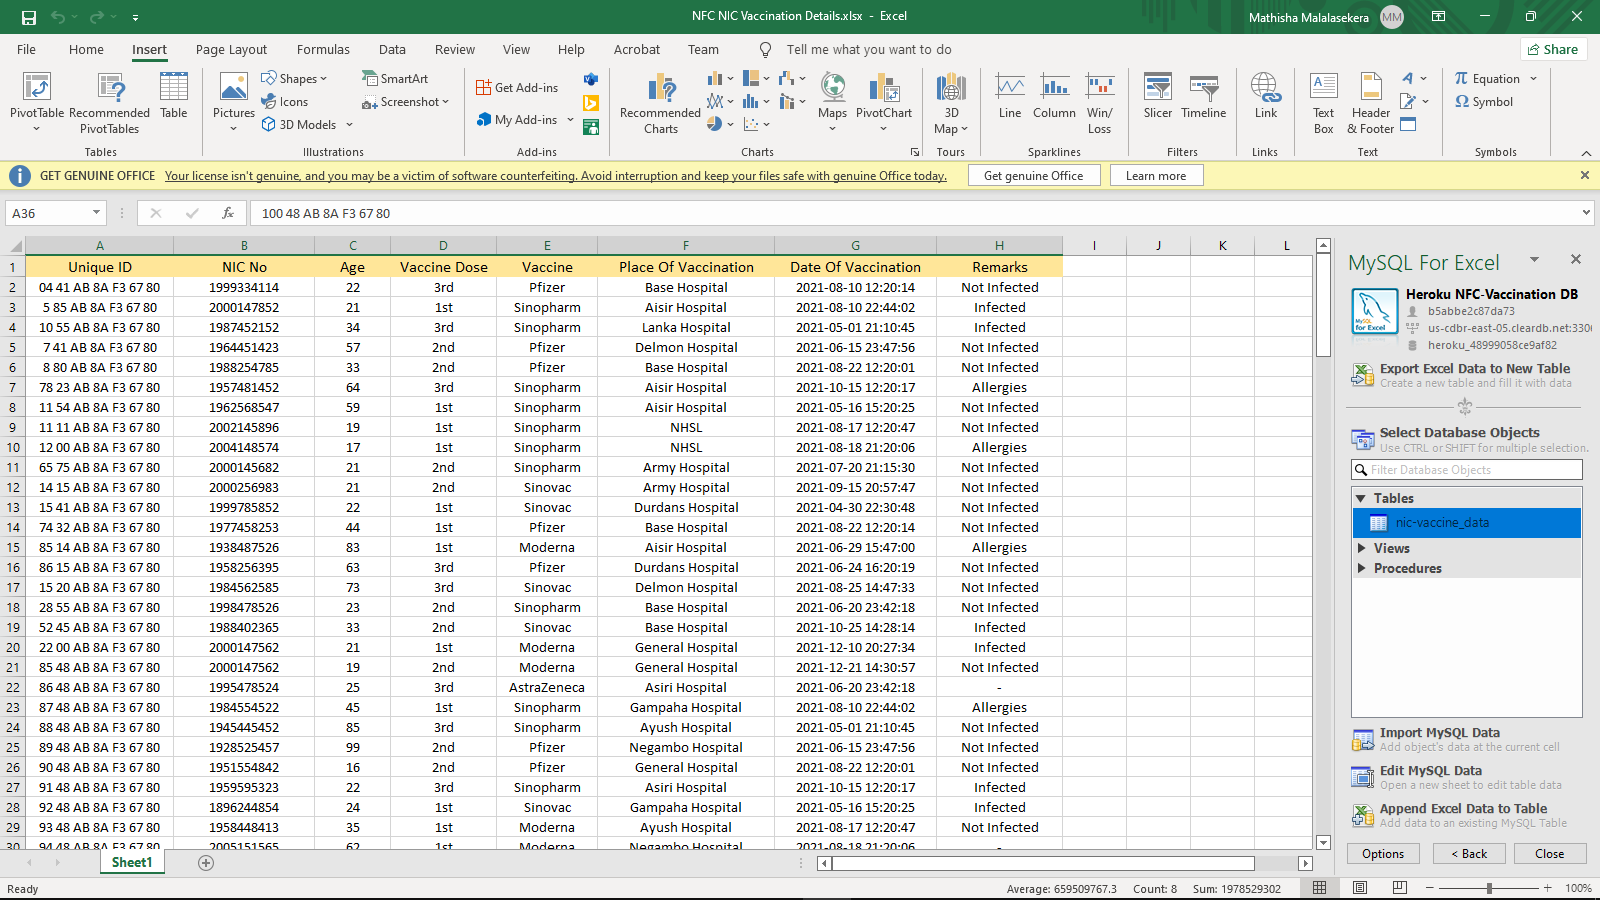 NFC NIC Vaccination Details.xlsx - Excel
Mathisha Malalasekera MM
File Home Insert Page Layout Formulas Data Review View Help Acrobat Team Tell me what you want to do Share
PivotTable
Recommended PivotTables
Table
Tables
Pictures
Shapes
Icons
3D Models
SmartArt
Screenshot
Illustrations
Get Add-ins
My Add-ins
Add-ins
Recommended Charts
Maps
PivotChart
Charts
3D Map
Tours
Line
Column
Win/Loss
Sparklines
Slicer
Timeline
Filters
Link
Links
Text Box
Header & Footer
Text
Equation
Symbol
Symbols
GET GENUINE OFFICE Your license isn't genuine, and you may be a victim of software counterfeiting. Avoid interruption and keep your files safe with genuine Office today. Get genuine Office Learn more
A36 fx 100 48 AB 8A F3 67 80
A B C D E F G H I J K L
1 Unique ID NIC No Age Vaccine Dose Vaccine Place Of Vaccination Date Of Vaccination Remarks
2 04 41 AB 8A F3 67 80 1999334114 22 3rd Pfizer Base Hospital 2021-08-10 12:20:14 Not Infected
3 5 85 AB 8A F3 67 80 2000147852 21 1st Sinopharm Aisir Hospital 2021-08-10 22:44:02 Infected
4 10 55 AB 8A F3 67 80 1987452152 34 3rd Sinopharm Lanka Hospital 2021-05-01 21:10:45 Infected
5 7 41 AB 8A F3 67 80 1964451423 57 2nd Pfizer Delmon Hospital 2021-06-15 23:47:56 Not Infected
6 8 80 AB 8A F3 67 80 1988254785 33 2nd Pfizer Base Hospital 2021-08-22 12:20:01 Not Infected
7 78 23 AB 8A F3 67 80 1957481452 64 3rd Sinopharm Aisir Hospital 2021-10-15 12:20:17 Allergies
8 11 54 AB 8A F3 67 80 1962568547 59 1st Sinopharm Aisir Hospital 2021-05-16 15:20:25 Not Infected
9 11 11 AB 8A F3 67 80 2002145896 19 1st Sinopharm NHSL 2021-08-17 12:20:47 Not Infected
10 12 00 AB 8A F3 67 80 2004148574 17 1st Sinopharm NHSL 2021-08-18 21:20:06 Allergies
11 65 75 AB 8A F3 67 80 2000145682 21 2nd Sinopharm Army Hospital 2021-07-20 21:15:30 Not Infected
12 14 15 AB 8A F3 67 80 2000256983 21 2nd Sinovac Army Hospital 2021-09-15 20:57:47 Not Infected
13 15 41 AB 8A F3 67 80 1999785852 22 1st Sinovac Durdans Hospital 2021-04-30 22:30:48 Not Infected
14 74 32 AB 8A F3 67 80 1977458253 44 1st Pfizer Base Hospital 2021-08-22 12:20:14 Not Infected
15 85 14 AB 8A F3 67 80 1938487526 83 1st Moderna Aisir Hospital 2021-06-29 15:47:00 Allergies
16 86 15 AB 8A F3 67 80 1958256395 63 3rd Pfizer Durdans Hospital 2021-06-24 16:20:19 Not Infected
17 15 20 AB 8A F3 67 80 1984562585 73 3rd Sinovac Delmon Hospital 2021-08-25 14:47:33 Not Infected
18 28 55 AB 8A F3 67 80 1998478526 23 2nd Sinopharm Base Hospital 2021-06-20 23:42:18 Not Infected
19 52 45 AB 8A F3 67 80 1988402365 33 2nd Sinovac Base Hospital 2021-10-25 14:28:14 Infected
20 22 00 AB 8A F3 67 80 2000147562 21 1st Moderna General Hospital 2021-12-10 20:27:34 Infected
21 85 48 AB 8A F3 67 80 2000147562 19 2nd Moderna General Hospital 2021-12-21 14:30:57 Not Infected
22 86 48 AB 8A F3 67 80 1995478524 25 3rd AstraZeneca Asiri Hospital 2021-06-20 23:42:18 -
23 87 48 AB 8A F3 67 80 1984554522 45 1st Sinopharm Gampaha Hospital 2021-08-10 22:44:02 Allergies
24 88 48 AB 8A F3 67 80 1945445452 85 3rd Sinopharm Ayush Hospital 2021-05-01 21:10:45 Not Infected
25 89 48 AB 8A F3 67 80 1928525457 99 2nd Pfizer Negambo Hospital 2021-06-15 23:47:56 Not Infected
26 90 48 AB 8A F3 67 80 1951554842 16 2nd Pfizer General Hospital 2021-08-22 12:20:01 Not Infected
27 91 48 AB 8A F3 67 80 1959595323 22 3rd Sinopharm Asiri Hospital 2021-10-15 12:20:17 Infected
28 92 48 AB 8A F3 67 80 1896244854 24 1st Sinovac Gampaha Hospital 2021-05-16 15:20:25 Infected
29 93 48 AB 8A F3 67 80 1958448413 35 1st Moderna Ayush Hospital 2021-08-17 12:20:47 Not Infected
30 94 48 AB 8A F3 67 80 2005151565 62 1st Moderna Negambo Hospital 2021-08-18 21:20:06 -
MySQL For Excel
MySQL for Excel
Heroku NFC-Vaccination DB
b5abbe2c87da73
us-cdbr-east-05.cleardb.net:330
heroku_48999058ce9af82
Export Excel Data to New Table
Create a new table and fill it with data
Select Database Objects
Use CTRL or SHIFT for multiple selection.
Filter Database Objects
Tables
nic-vaccine_data
Views
Procedures
Import MySQL Data
Add object's data at the current cell
Edit MySQL Data
Open a new sheet to edit table data
Append Excel Data to Table
Add data to an existing MySQL Table
Options < Back Close
Sheet1
Ready Average: 659509767.3 Count: 8 Sum: 1978529302 100%